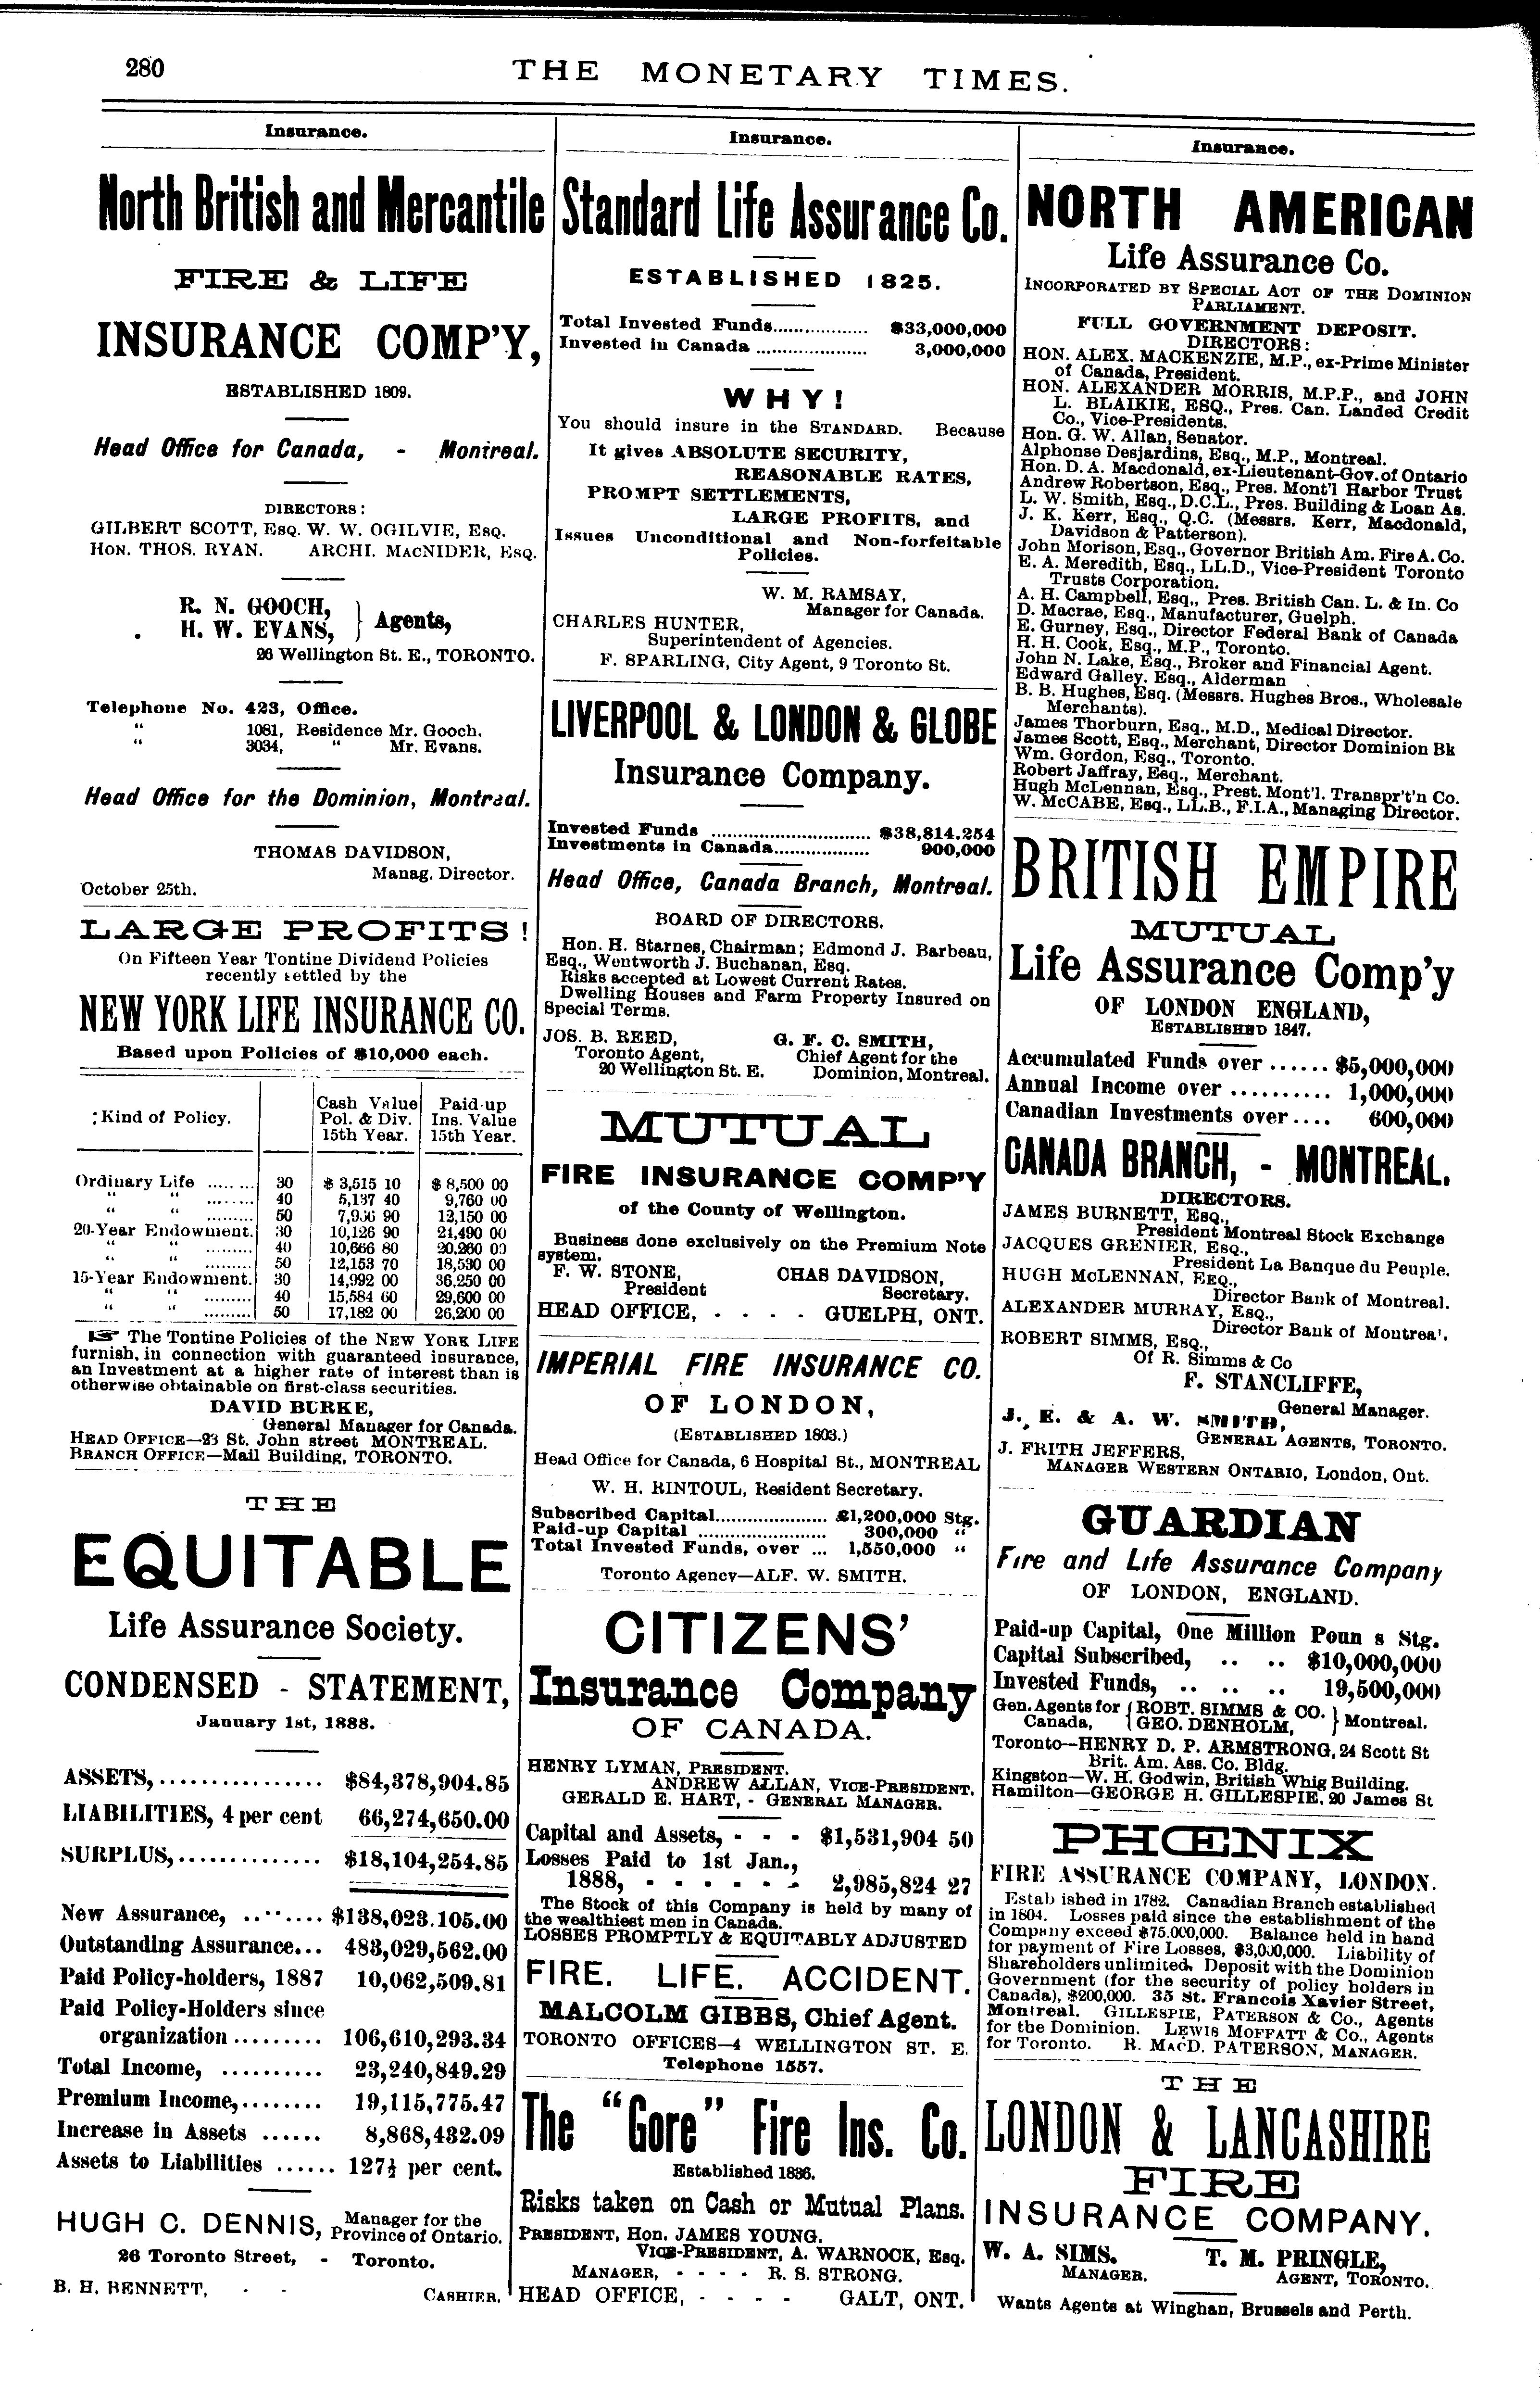 280
THE MONETARY TIMES.
Insurance.
North British and Mercantile
FIRE & LIFE
INSURANCE COMP'Y,
ESTABLISHED 1809.
Head Office for Canada, - Montreal.
DIRECTORS:
GILBERT SCOTT, ESQ. W. W. OGILVIE, ESQ.
HON. THOS. RYAN. ARCHI. MACNIDER, ESQ.
R. N. GOOCH,
H. W. EVANS, } Agents,
26 Wellington St. E., TORONTO.
Telephone No. 423, Office.
" 1081, Residence Mr. Gooch.
" 3034, " Mr. Evans.
Head Office for the Dominion, Montreal.
THOMAS DAVIDSON,
Manag. Director.
October 25th.
LARGE PROFITS!
On Fifteen Year Tontine Dividend Policies
recently settled by the
NEW YORK LIFE INSURANCE CO.
Based upon Policies of $10,000 each.
Kind of Policy. Cash Value Pol. & Div. 15th Year. Paid-up Ins. Value 15th Year.
Ordinary Life ........ 30 $ 3,515 10 $ 8,500 00
" " ........ 40 5,137 40 9,760 00
" " ......... 50 90 12,150 00
20-Year Endowment. 30 10,126 90 21,490 00
" " ......... 40 10,666 80 20,260 00
" " ......... 50 12,153 70 18,530 00
15-Year Endowment. 30 14,992 00 36,250 00
" " ......... 40 15,584 60 29,600 00
" " ......... 50 17,182 00 26,200 00
☞ The Tontine Policies of the NEW YORK LIFE
furnish, in connection with guaranteed insurance,
an Investment at a higher rate of interest than is
otherwise obtainable on first-class securities.
DAVID BURKE,
General Manager for Canada.
HEAD OFFICE—23 St. John street MONTREAL.
BRANCH OFFICE—Mail Building, TORONTO.
THE
EQUITABLE
Life Assurance Society.
CONDENSED - STATEMENT,
January 1st, 1888.
ASSETS,................ $84,378,904.85
LIABILITIES, 4 per cent 66,274,650.00
SURPLUS,.............. $18,104,254.85
New Assurance, ........ $138,023.105.00
Outstanding Assurance... 483,029,562.00
Paid Policy-holders, 1887 10,062,509.81
Paid Policy-Holders since
organization ......... 106,610,293.34
Total Income, .......... 23,240,849.29
Premium Income,........ 19,115,775.47
Increase in Assets ...... 8,868,432.09
Assets to Liabilities ...... 127½ per cent.
HUGH C. DENNIS, Manager for the Province of Ontario.
26 Toronto Street, - Toronto.
B. H. BENNETT, - - CASHIER.
Insurance.
Standard Life Assurance Co.
ESTABLISHED 1825.
Total Invested Funds.................. $33,000,000
Invested in Canada ..................... 3,000,000
WHY!
You should insure in the STANDARD. Because
It gives ABSOLUTE SECURITY,
REASONABLE RATES,
PROMPT SETTLEMENTS,
LARGE PROFITS, and
Issues Unconditional and Non-forfeitable
Policies.
W. M. RAMSAY,
Manager for Canada.
CHARLES HUNTER,
Superintendent of Agencies.
F. SPARLING, City Agent, 9 Toronto St.
LIVERPOOL & LONDON & GLOBE
Insurance Company.
Invested Funds ............................. $38,814.254
Investments in Canada.................. 900,000
Head Office, Canada Branch, Montreal.
BOARD OF DIRECTORS.
Hon. H. Starnes, Chairman; Edmond J. Barbeau,
Esq., Wentworth J. Buchanan, Esq.
Risks accepted at Lowest Current Rates.
Dwelling Houses and Farm Property Insured on
Special Terms.
JOS. B. REED, G. F. C. SMITH,
Toronto Agent, Chief Agent for the
20 Wellington St. E. Dominion, Montreal.
MUTUAL
FIRE INSURANCE COMP'Y
of the County of Wellington.
Business done exclusively on the Premium Note
system.
F. W. STONE, CHAS DAVIDSON,
President Secretary.
HEAD OFFICE, - - - - GUELPH, ONT.
IMPERIAL FIRE INSURANCE CO.
OF LONDON,
(ESTABLISHED 1803.)
Head Office for Canada, 6 Hospital St., MONTREAL
W. H. RINTOUL, Resident Secretary.
Subscribed Capital..................... £1,200,000 Stg.
Paid-up Capital ........................ 300,000 "
Total Invested Funds, over ... 1,550,000 "
Toronto Agency—ALF. W. SMITH.
CITIZENS'
Insurance Company
OF CANADA.
HENRY LYMAN, PRESIDENT.
ANDREW ALLAN, VICE-PRESIDENT.
GERALD E. HART, - GENERAL MANAGER.
Capital and Assets, - - - $1,531,904 50
Losses Paid to 1st Jan.,
1888, - - - - - - 2,985,824 27
The Stock of this Company is held by many of
the wealthiest men in Canada.
LOSSES PROMPTLY & EQUITABLY ADJUSTED
FIRE. LIFE. ACCIDENT.
MALCOLM GIBBS, Chief Agent.
TORONTO OFFICES—4 WELLINGTON ST. E.
Telephone 1557.
The "Gore" Fire Ins. Co.
Established 1836.
Risks taken on Cash or Mutual Plans.
PRESIDENT, Hon. JAMES YOUNG.
VICE-PRESIDENT, A. WARNOCK, Esq.
MANAGER, - - - - R. S. STRONG.
HEAD OFFICE, - - - - GALT, ONT.
Insurance.
NORTH AMERICAN
Life Assurance Co.
INCORPORATED BY SPECIAL ACT OF THE DOMINION
PARLIAMENT.
FULL GOVERNMENT DEPOSIT.
DIRECTORS:
HON. ALEX. MACKENZIE, M.P., ex-Prime Minister
of Canada, President.
HON. ALEXANDER MORRIS, M.P.P., and JOHN
L. BLAIKIE, ESQ., Pres. Can. Landed Credit
Co., Vice-Presidents.
Hon. G. W. Allan, Senator.
Alphonse Desjardins, Esq., M.P., Montreal.
Hon. D. A. Macdonald, ex-Lieutenant-Gov. of Ontario
Andrew Robertson, Esq., Pres. Mont'l Harbor Trust
L. W. Smith, Esq., D.C.L., Pres. Building & Loan As.
J. K. Kerr, Esq., Q.C. (Messrs. Kerr, Macdonald,
Davidson & Patterson).
John Morison, Esq., Governor British Am. Fire A. Co.
E. A. Meredith, Esq., LL.D., Vice-President Toronto
Trusts Corporation.
A. H. Campbell, Esq., Pres. British Can. L. & In. Co
D. Macrae, Esq., Manufacturer, Guelph.
E. Gurney, Esq., Director Federal Bank of Canada
H. H. Cook, Esq., M.P., Toronto.
John N. Lake, Esq., Broker and Financial Agent.
Edward Galley. Esq., Alderman
B. B. Hughes, Esq. (Messrs. Hughes Bros., Wholesale
Merchants).
James Thorburn, Esq., M.D., Medical Director.
James Scott, Esq., Merchant, Director Dominion Bk
Wm. Gordon, Esq., Toronto.
Robert Jaffray, Esq., Merchant.
Hugh McLennan, Esq., Prest. Mont'l. Transpr't'n Co.
W. McCABE, Esq., LL.B., F.I.A., Managing Director.
BRITISH EMPIRE
MUTUAL
Life Assurance Comp'y
OF LONDON ENGLAND,
ESTABLISHED 1847.
Accumulated Funds over ...... $5,000,000
Annual Income over .......... 1,000,000
Canadian Investments over .... 600,000
CANADA BRANCH, - MONTREAL.
DIRECTORS.
JAMES BURNETT, ESQ.,
President Montreal Stock Exchange
JACQUES GRENIER, ESQ.,
President La Banque du Peuple.
HUGH MCLENNAN, ESQ.,
Director Bank of Montreal.
ALEXANDER MURRAY, ESQ.,
Director Bank of Montrea'.
ROBERT SIMMS, ESQ.,
Of R. Simms & Co
F. STANCLIFFE,
General Manager.
J. E. & A. W. SMITH,
GENERAL AGENTS, TORONTO.
J. FRITH JEFFERS,
MANAGER WESTERN ONTARIO, London, Ont.
GUARDIAN
Fire and Life Assurance Company
OF LONDON, ENGLAND.
Paid-up Capital, One Million Poun s Stg.
Capital Subscribed, .. .. $10,000,000
Invested Funds, .. .. .. 19,500,000
Gen. Agents for { ROBT. SIMMS & CO. } Montreal.
Canada, { GEO. DENHOLM,
Toronto—HENRY D. P. ARMSTRONG, 24 Scott St
Brit. Am. Ass. Co. Bldg.
Kingston—W. H. Godwin, British Whig Building.
Hamilton—GEORGE H. GILLESPIE, 20 James St
PHŒNIX
FIRE ASSURANCE COMPANY, LONDON.
Estab ished in 1782. Canadian Branch established
in 1804. Losses paid since the establishment of the
Company exceed $75.000,000. Balance held in hand
for payment of Fire Losses, $3,000,000. Liability of
Shareholders unlimited. Deposit with the Dominion
Government (for the security of policy holders in
Canada), $200,000. 35 St. Francois Xavier Street,
Montreal. GILLESPIE, PATERSON & Co., Agents
for the Dominion. LEWIS MOFFATT & Co., Agents
for Toronto. R. MACD. PATERSON, MANAGER.
THE
LONDON & LANCASHIRE
FIRE
INSURANCE COMPANY.
W. A. SIMS. T. M. PRINGLE,
MANAGER. AGENT, TORONTO.
Wants Agents at Winghan, Brussels and Perth.